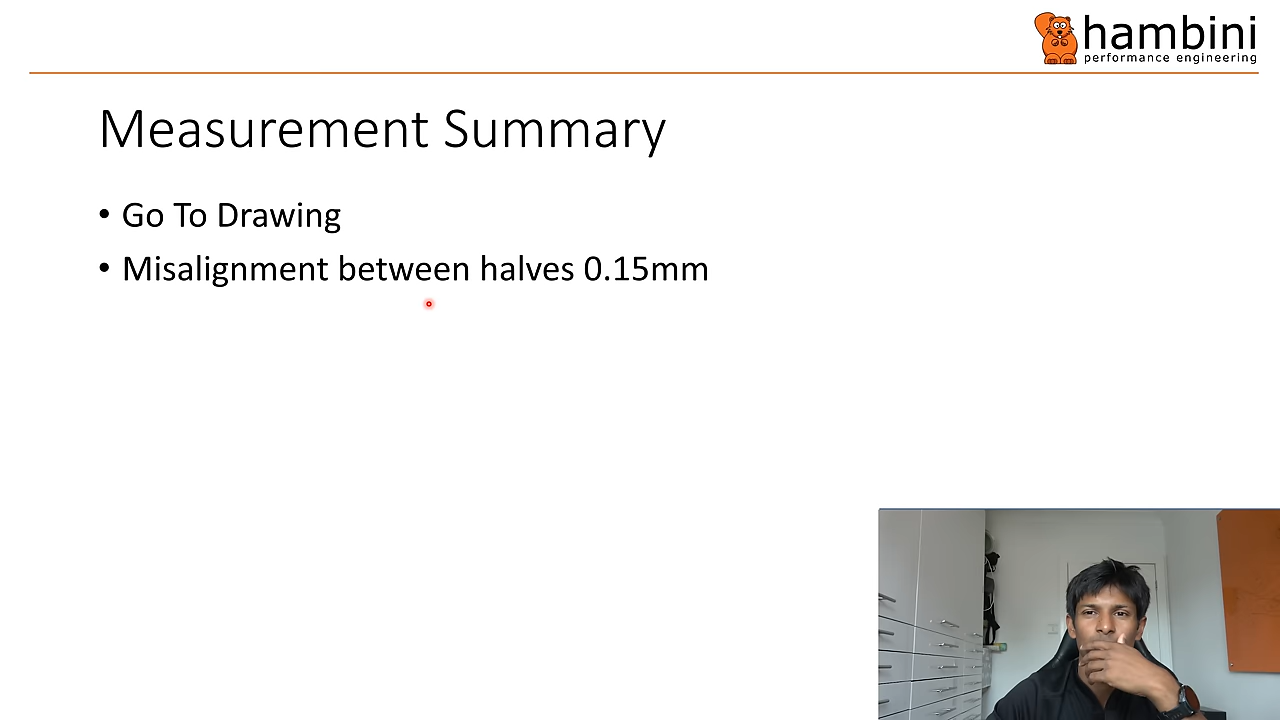 hambini
performance engineering
Measurement Summary
• Go To Drawing
• Misalignment between halves 0.15mm